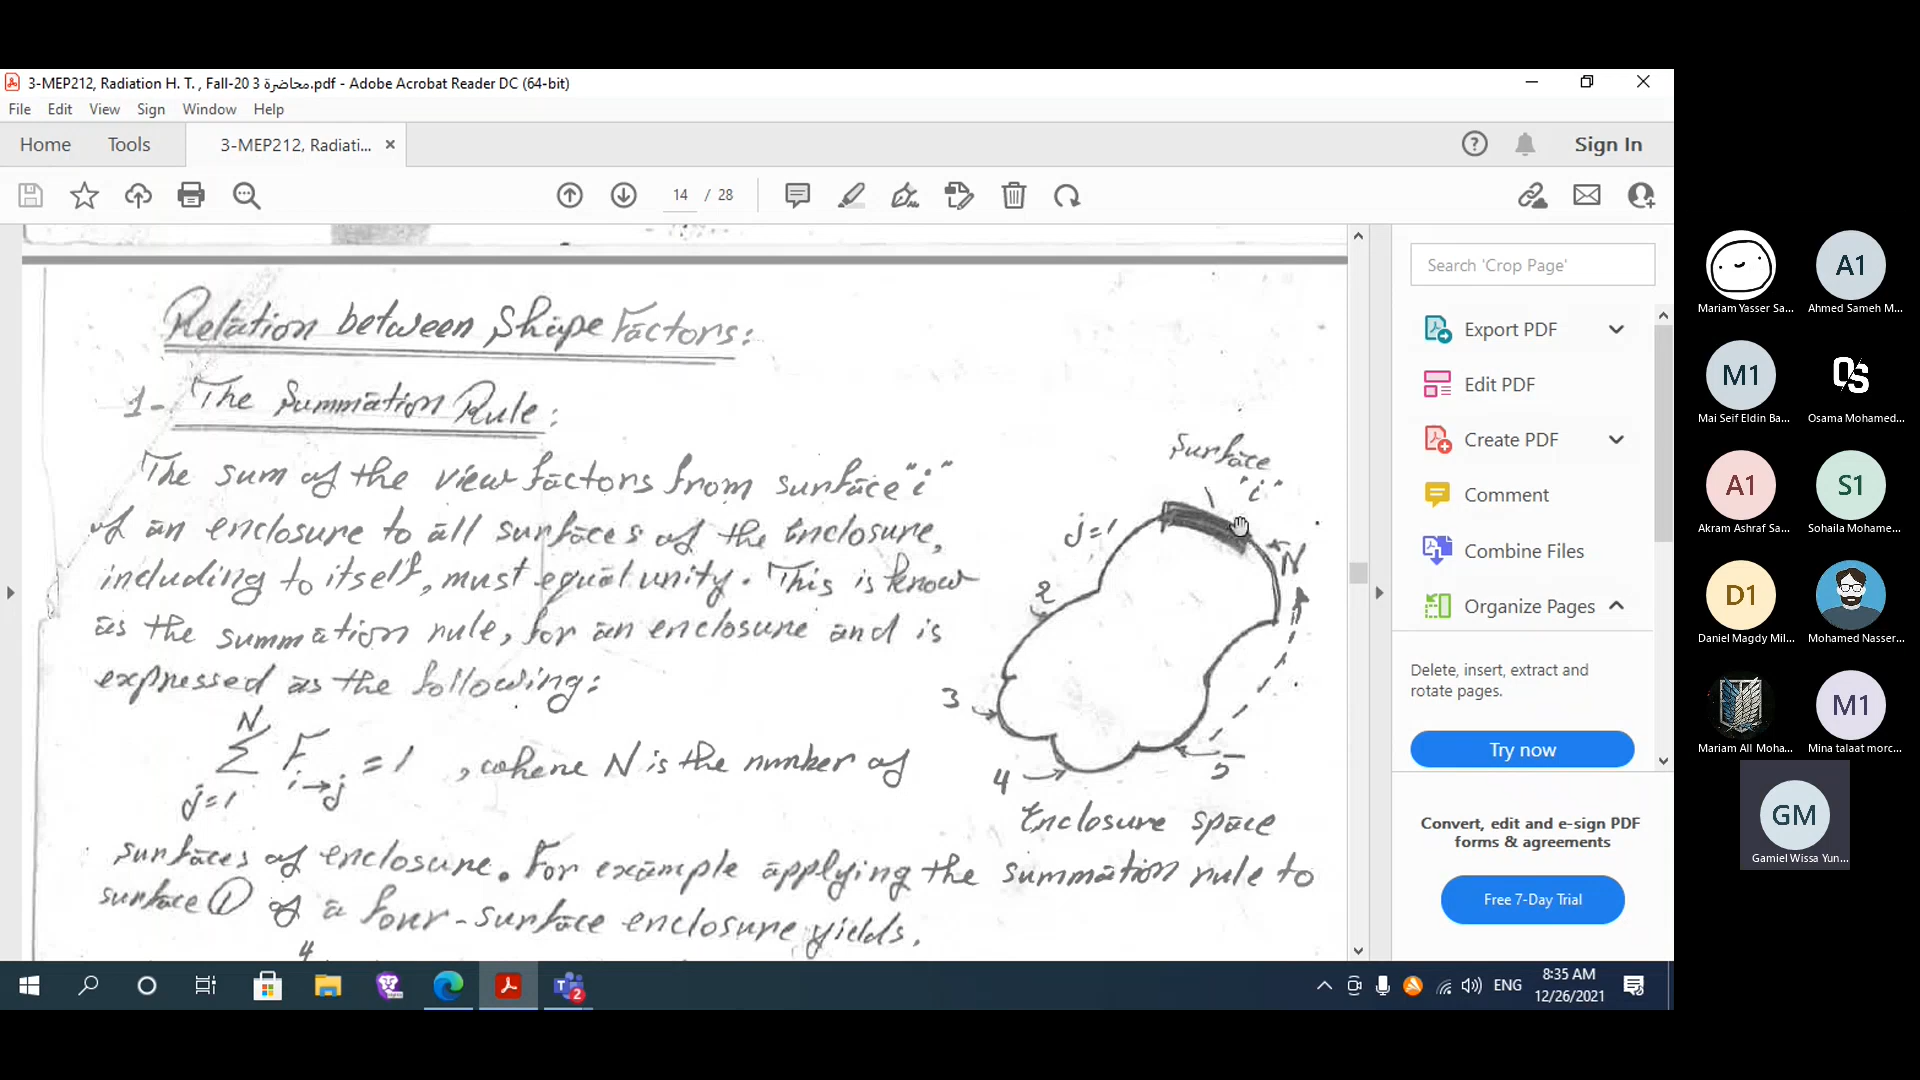 3-MEP212, Radiation H. T. , Fall-20 محاضرة 3.pdf - Adobe Acrobat Reader DC (64-bit)
File Edit View Sign Window Help
Home Tools 3-MEP212, Radiati... Sign In
14 / 28
Relation between Shape Factors:
1- The Summation Rule:
The sum of the view factors from surface "i"
of an enclosure to all surfaces of the enclosure,
including to itself, must equal unity. This is know
as the summation rule, for an enclosure and is
expressed as the following:
N
∑ F i→j = 1 , where N is the number of
j=1
surfaces of enclosure. For example applying the summation rule to
surface ① of a four-surface enclosure yields.
4
Surface
"i"
j=1
N
2
3
4
5
Enclosure space
Search 'Crop Page'
Export PDF
Edit PDF
Create PDF
Comment
Combine Files
Organize Pages
Delete, insert, extract and
rotate pages.
Try now
Convert, edit and e-sign PDF
forms & agreements
Free 7-Day Trial
A1
Mariam Yasser Sa... Ahmed Sameh M...
M1 OS
Mai Seif Eldin Ba... Osama Mohamed...
A1 S1
Akram Ashraf Sa... Sohaila Mohame...
D1
Daniel Magdy Mil... Mohamed Nasser...
M1
Mariam All Moha... Mina talaat morc...
GM
Gamiel Wissa Yun...
2
ENG
8:35 AM
12/26/2021